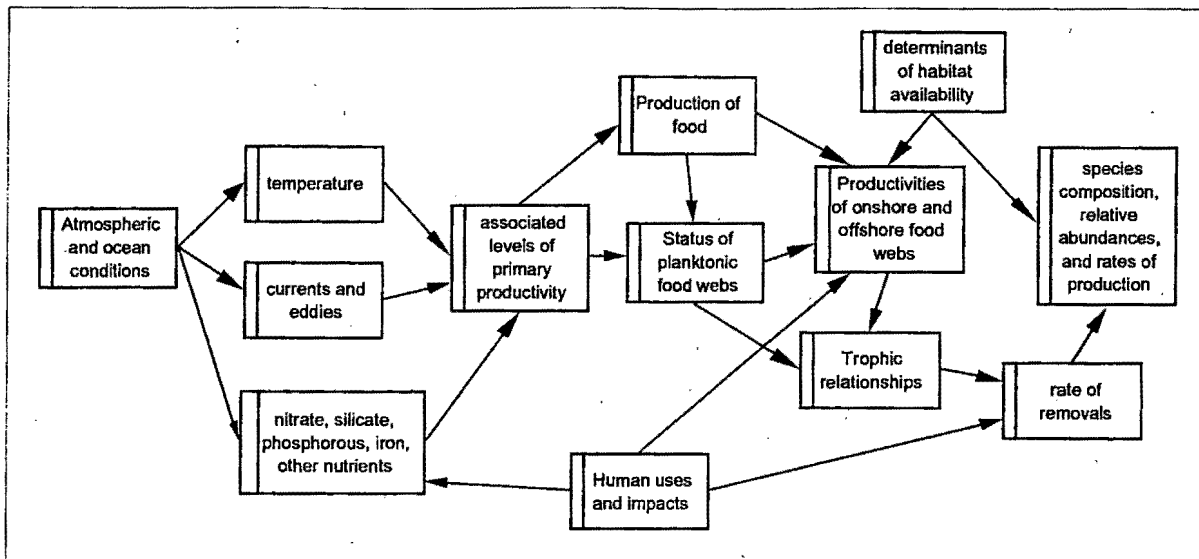 Atmospheric
and ocean
conditions
temperature
currents and
eddies
nitrate, silicate,
phosphorous, iron,
other nutrients
associated
levels of
primary
productivity
Production of
food
Status of
planktonic
food webs
Human uses
and impacts
determinants
of habitat
availability
Productivities
of onshore and
offshore food
webs
Trophic
relationships
species
composition,
relative
abundances,
and rates of
production
rate of
removals